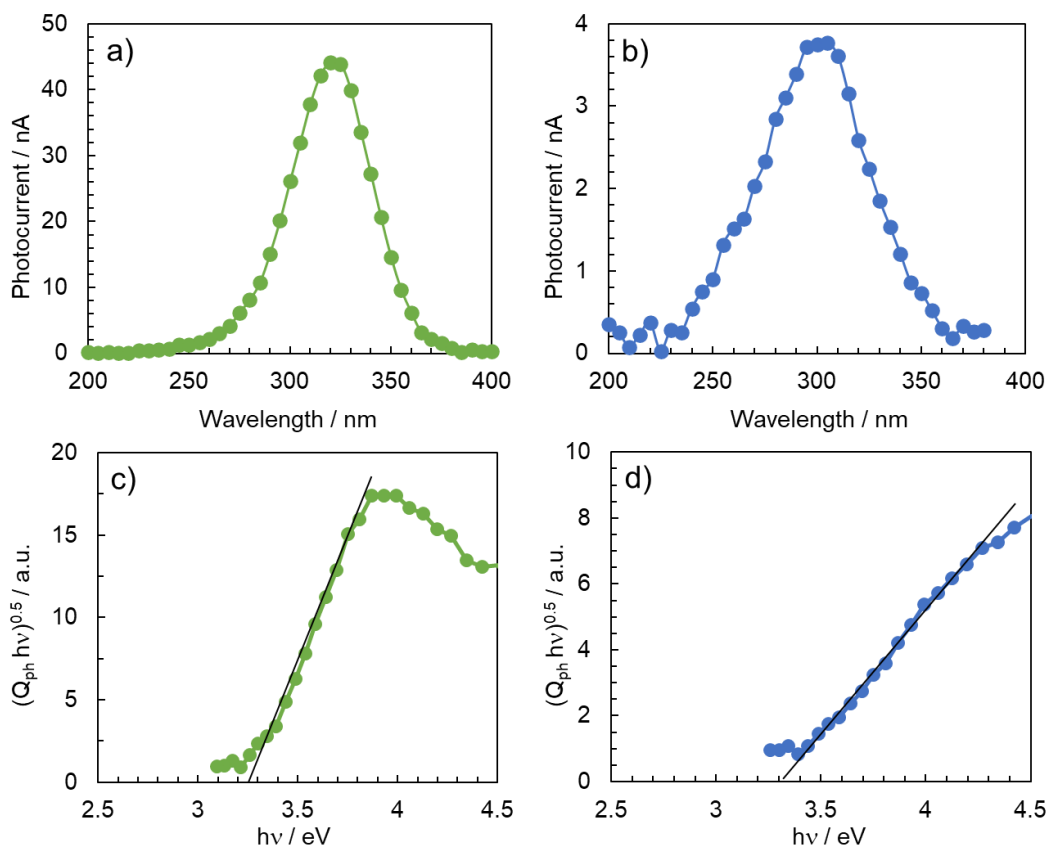 a)
50
40
30
20
10
0
Photocurrent / nA
200 250 300 350 400
Wavelength / nm
b)
4
3
2
1
0
Photocurrent / nA
200 250 300 350 400
Wavelength / nm
c)
20
15
10
5
0
(Qph hν)0.5 / a.u.
2.5 3 3.5 4 4.5
hν / eV
d)
10
8
6
4
2
0
(Qph hν)0.5 / a.u.
2.5 3 3.5 4 4.5
hν / eV